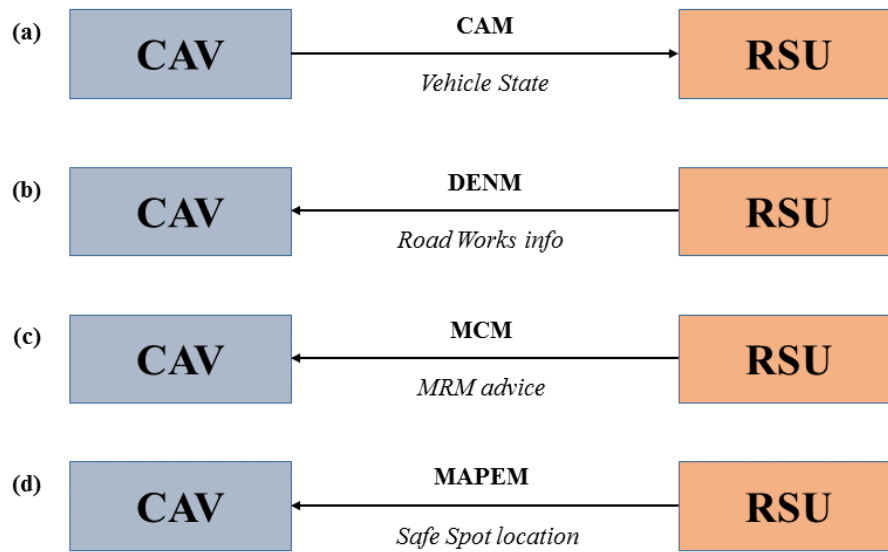 (a)
CAV
CAM
Vehicle State
RSU
(b)
CAV
DENM
Road Works info
RSU
(c)
CAV
MCM
MRM advice
RSU
(d)
CAV
MAPEM
Safe Spot location
RSU